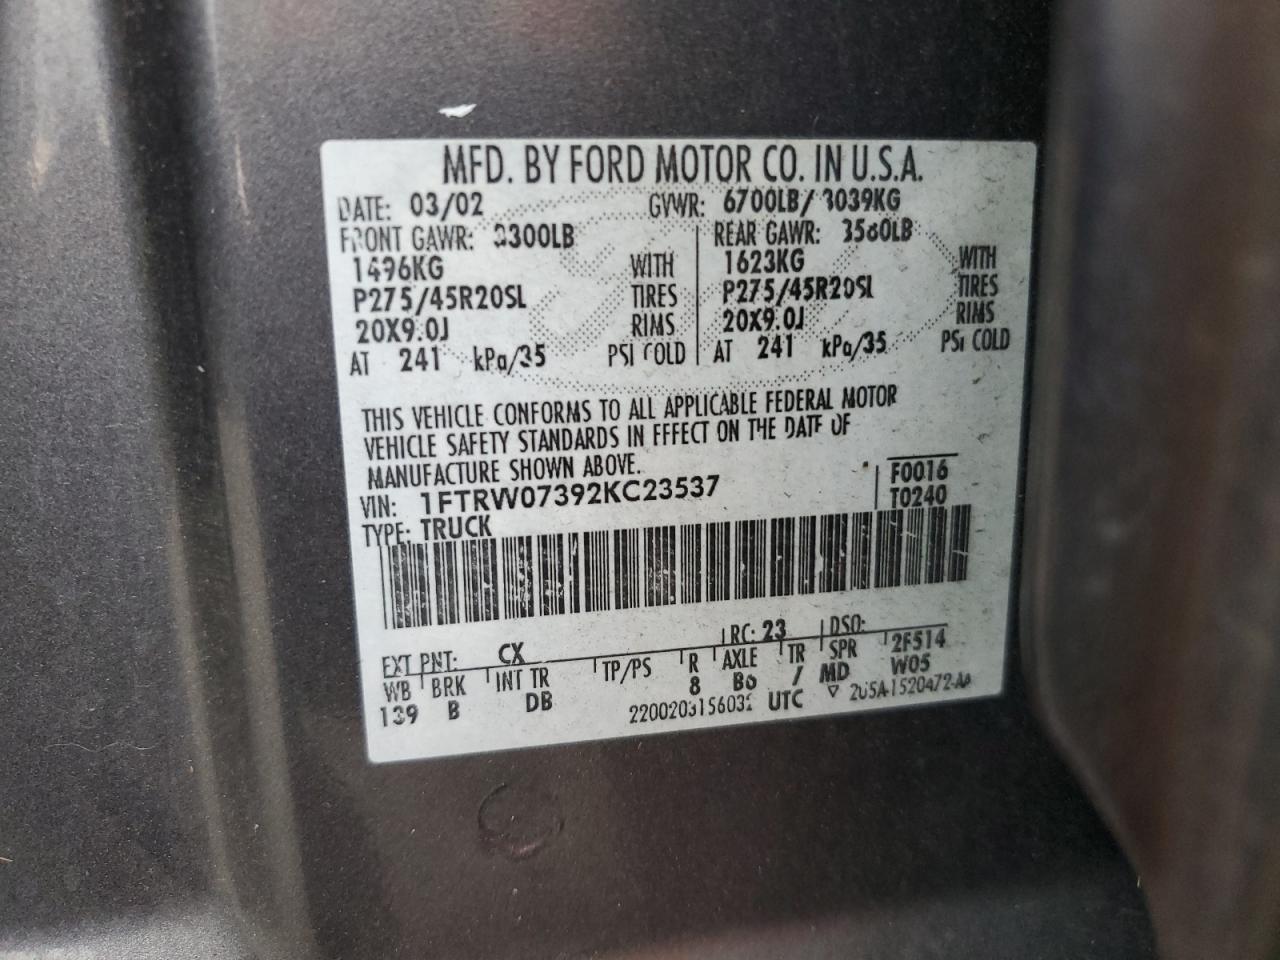 MFD. BY FORD MOTOR CO. IN U.S.A.
DATE: 03/02 GVWR: 6700LB/ 3039KG
FRONT GAWR: 3300LB REAR GAWR: 3580LB
1496KG WITH 1623KG WITH
P275/45R20SL TIRES P275/45R20SL TIRES
20X9.0J RIMS 20X9.0J RIMS
AT 241 kPa/35 PSI COLD AT 241 kPa/35 PSI COLD
THIS VEHICLE CONFORMS TO ALL APPLICABLE FEDERAL MOTOR
VEHICLE SAFETY STANDARDS IN EFFECT ON THE DATE OF
MANUFACTURE SHOWN ABOVE.
VIN: 1FTRW07392KC23537 F0016
TYPE: TRUCK T0240
EXT PNT: CX RC: 23 DSO:
WB BRK INT TR TP/PS R AXLE TR SPR 2F514
139 B DB 8 B6 / MD W05
UTC